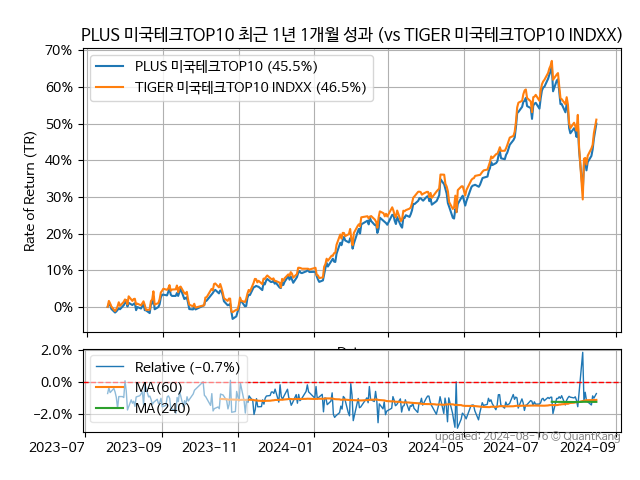 PLUS 미국테크TOP10 최근 1년 1개월 성과 (vs TIGER 미국테크TOP10 INDXX)
70%
60%
50%
40%
30%
20%
10%
0%
Rate of Return (TR)
PLUS 미국테크TOP10 (45.5%)
TIGER 미국테크TOP10 INDXX (46.5%)
2.0%
0.0%
−2.0%
Relative (−0.7%)
MA(60)
MA(240)
2023-07
2023-09
2023-11
2024-01
2024-03
2024-05
2024-07
2024-09
updated: 2024-08-16 © QuantKang